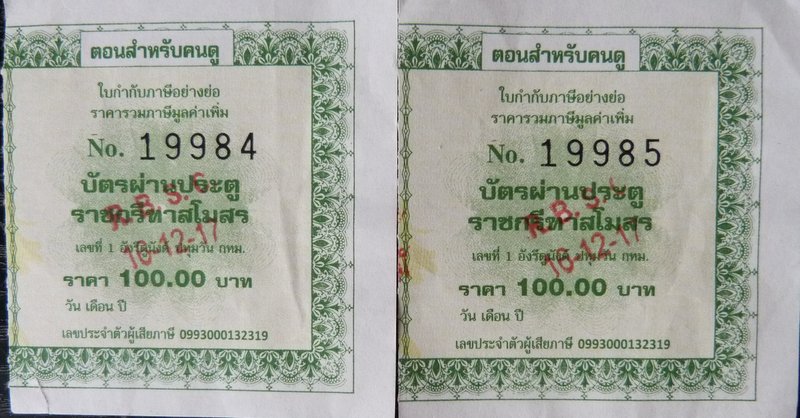 ตอนสำหรับคนดู
ใบกำกับภาษีอย่างย่อ
ราคารวมภาษีมูลค่าเพิ่ม
No. 19984
บัตรผ่านประตู
ราชกรีฑาสโมสร
R.B.S.C
16-12-17
เลขที่ 1 อังรีดูนังต์ ปทุมวัน กทม.
ราคา 100.00 บาท
วัน เดือน ปี
เลขประจำตัวผู้เสียภาษี 0993000132319
ตอนสำหรับคนดู
ใบกำกับภาษีอย่างย่อ
ราคารวมภาษีมูลค่าเพิ่ม
No. 19985
บัตรผ่านประตู
ราชกรีฑาสโมสร
R.B.S.
16-12-17
เลขที่ 1 อังรีดูนังต์ ปทุมวัน กทม.
ราคา 100.00 บาท
วัน เดือน ปี
เลขประจำตัวผู้เสียภาษี 0993000132319